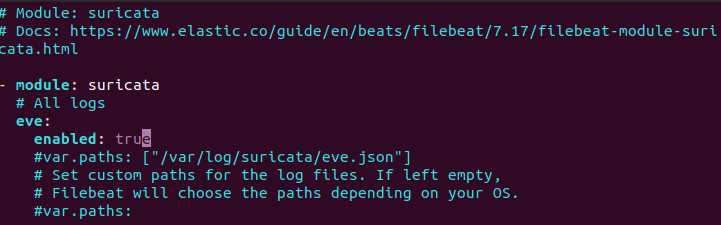 # Module: suricata
# Docs: https://www.elastic.co/guide/en/beats/filebeat/7.17/filebeat-module-suri
cata.html
- module: suricata
# All logs
eve:
enabled: true
#var.paths: ["/var/log/suricata/eve.json"]
# Set custom paths for the log files. If left empty,
# Filebeat will choose the paths depending on your OS.
#var.paths: